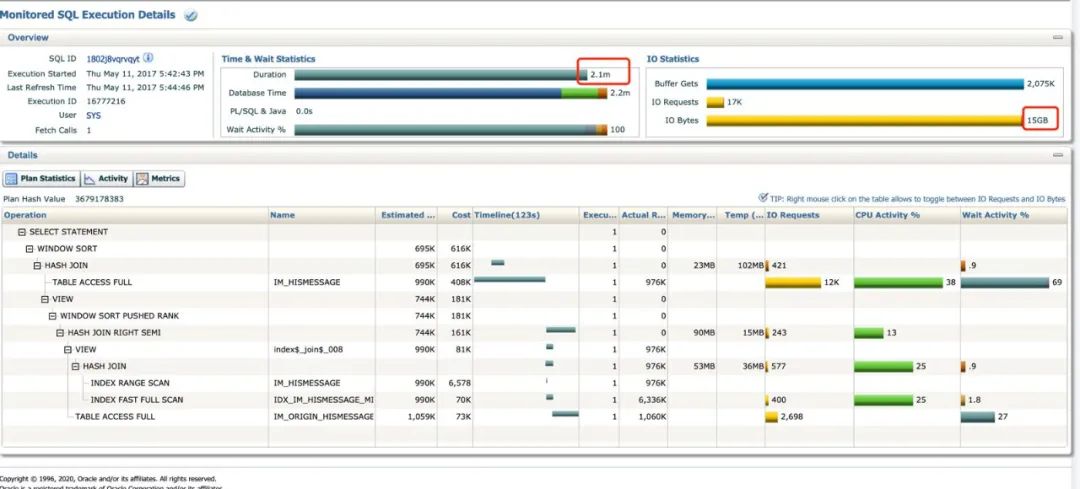 Monitored SQL Execution Details
Overview
SQL ID 1802j8vqrvqyt
Execution Started Thu May 11, 2017 5:42:43 PM
Last Refresh Time Thu May 11, 2017 5:44:46 PM
Execution ID 16777216
User SYS
Fetch Calls 1
Time & Wait Statistics
Duration 2.1m
Database Time 2.2m
PL/SQL & Java 0.0s
Wait Activity % 100
IO Statistics
Buffer Gets 2,075K
IO Requests 17K
IO Bytes 15GB
Details
Plan Statistics Activity Metrics
Plan Hash Value 3679178383
TIP: Right mouse click on the table allows to toggle between IO Requests and IO Bytes
Operation Name Estimated ... Cost Timeline(123s) Execu... Actual R... Memory... Temp (... IO Requests CPU Activity % Wait Activity %
SELECT STATEMENT 1 0
WINDOW SORT 695K 616K 1 0
HASH JOIN 695K 616K 1 0 23MB 102MB 421 .9
TABLE ACCESS FULL IM_HISMESSAGE 990K 408K 1 976K 12K 38 69
VIEW 744K 181K 1 0
WINDOW SORT PUSHED RANK 744K 181K 1 0
HASH JOIN RIGHT SEMI 744K 161K 1 0 90MB 15MB 243 13
VIEW index$_join$_008 990K 81K 1 976K
HASH JOIN 1 976K 53MB 36MB 577 25 .9
INDEX RANGE SCAN IM_HISMESSAGE 990K 6,578 1 976K
INDEX FAST FULL SCAN IDX_IM_HISMESSAGE_MI 990K 70K 1 6,336K 400 25 1.8
TABLE ACCESS FULL IM_ORIGIN_HISMESSAGE 1,059K 73K 1 1,060K 2,698 27
Copyright © 1996, 2020, Oracle and/or its affiliates. All rights reserved.
Oracle is a registered trademark of Oracle Corporation and/or its affiliates